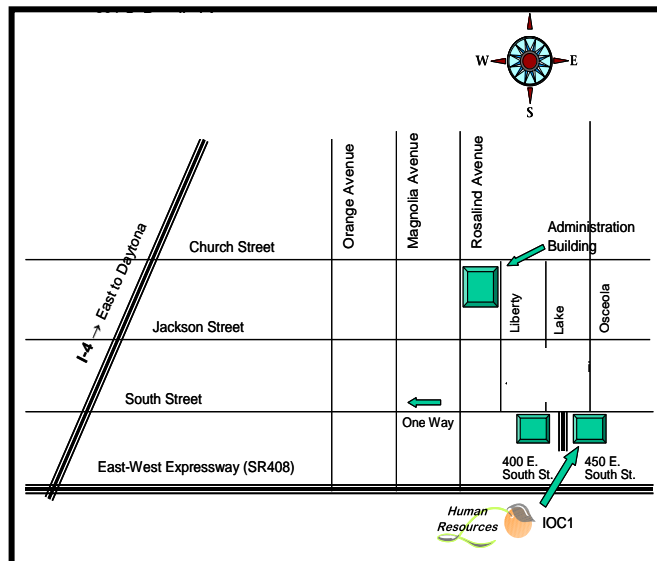 W
E
S
Orange Avenue
Magnolia Avenue
Rosalind Avenue
Administration
Building
Church Street
I-4 → East to Daytona
Liberty
Lake
Osceola
Jackson Street
South Street
One Way
400 E.
South St.
450 E.
South St.
East-West Expressway (SR408)
Human
Resources
IOC1